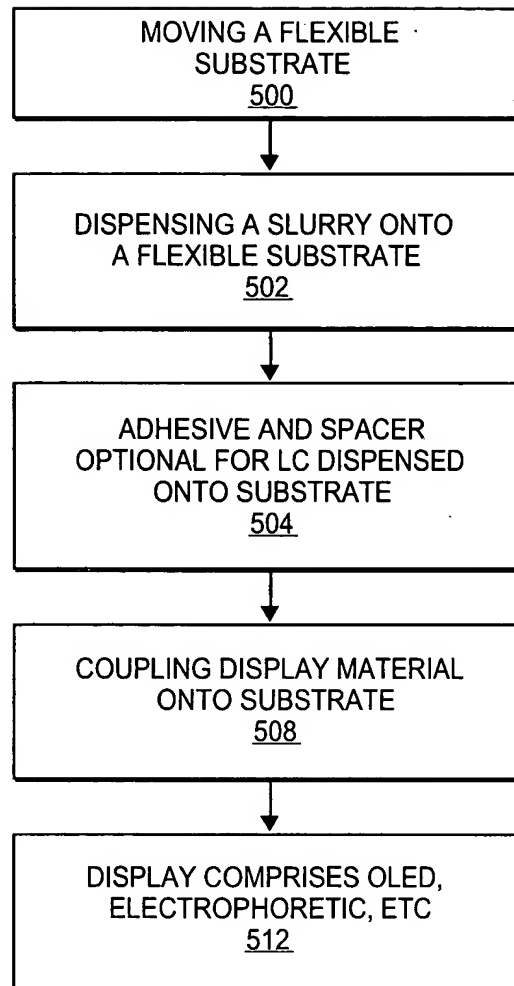 MOVING A FLEXIBLE
SUBSTRATE
500
DISPENSING A SLURRY ONTO
A FLEXIBLE SUBSTRATE
502
ADHESIVE AND SPACER
OPTIONAL FOR LC DISPENSED
ONTO SUBSTRATE
504
COUPLING DISPLAY MATERIAL
ONTO SUBSTRATE
508
DISPLAY COMPRISES OLED,
ELECTROPHORETIC, ETC
512